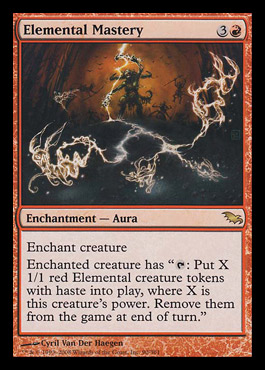 Elemental Mastery 3
Enchantment — Aura
Enchant creature
Enchanted creature has “: Put X
1/1 red Elemental creature tokens
with haste into play, where X is
this creature's power. Remove them
from the game at end of turn.”
Cyril Van Der Haegen